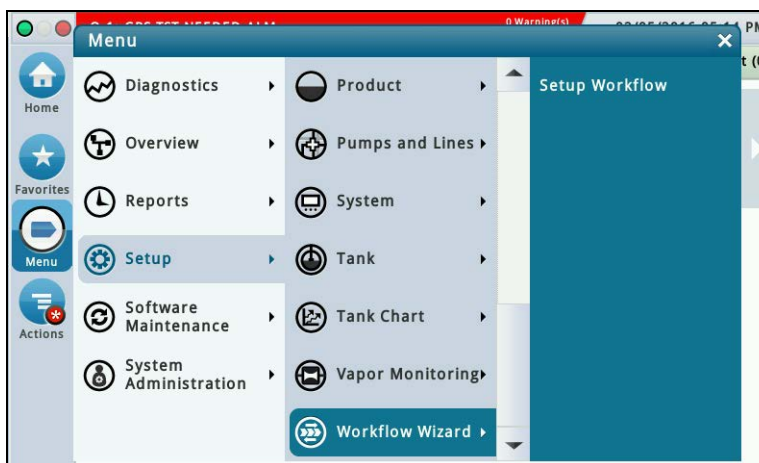 0 Warning(s)
Menu
Home
Favorites
Menu
Actions
Diagnostics
Overview
Reports
Setup
Software
Maintenance
System
Administration
Product
Pumps and Lines
System
Tank
Tank Chart
Vapor Monitoring
Workflow Wizard
Setup Workflow